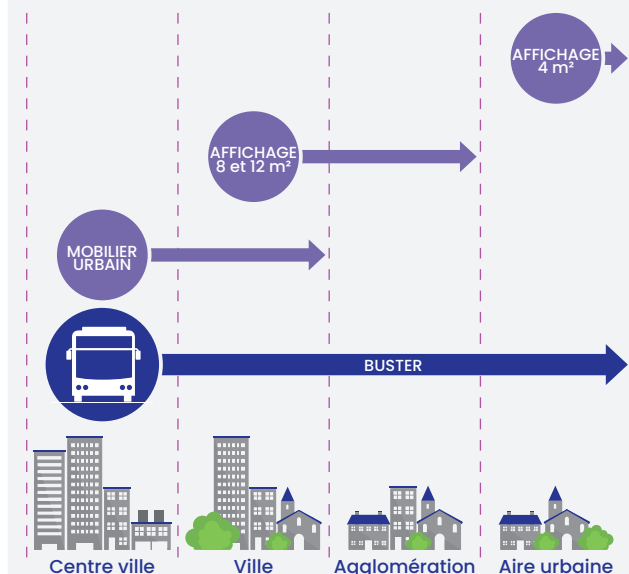 AFFICHAGE
4 m²
AFFICHAGE
8 et 12 m²
MOBILIER
URBAIN
BUSTER
Centre ville
Ville
Agglomération
Aire urbaine